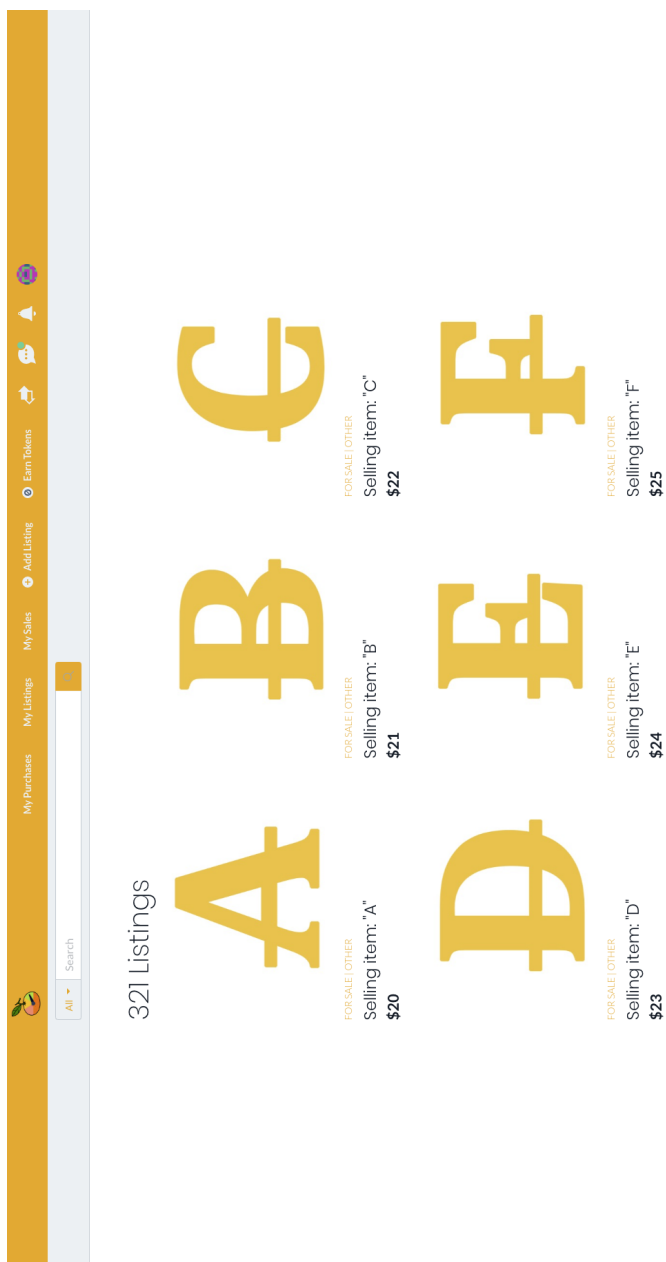 My Purchases
My Listings
My Sales
Add Listing
Earn Tokens
All
Search
321 Listings
A
B
C
FOR SALE | OTHER
Selling item: "A"
$20
FOR SALE | OTHER
Selling item: "B"
$21
FOR SALE | OTHER
Selling item: "C"
$22
D
E
F
FOR SALE | OTHER
Selling item: "D"
$23
FOR SALE | OTHER
Selling item: "E"
$24
FOR SALE | OTHER
Selling item: "F"
$25